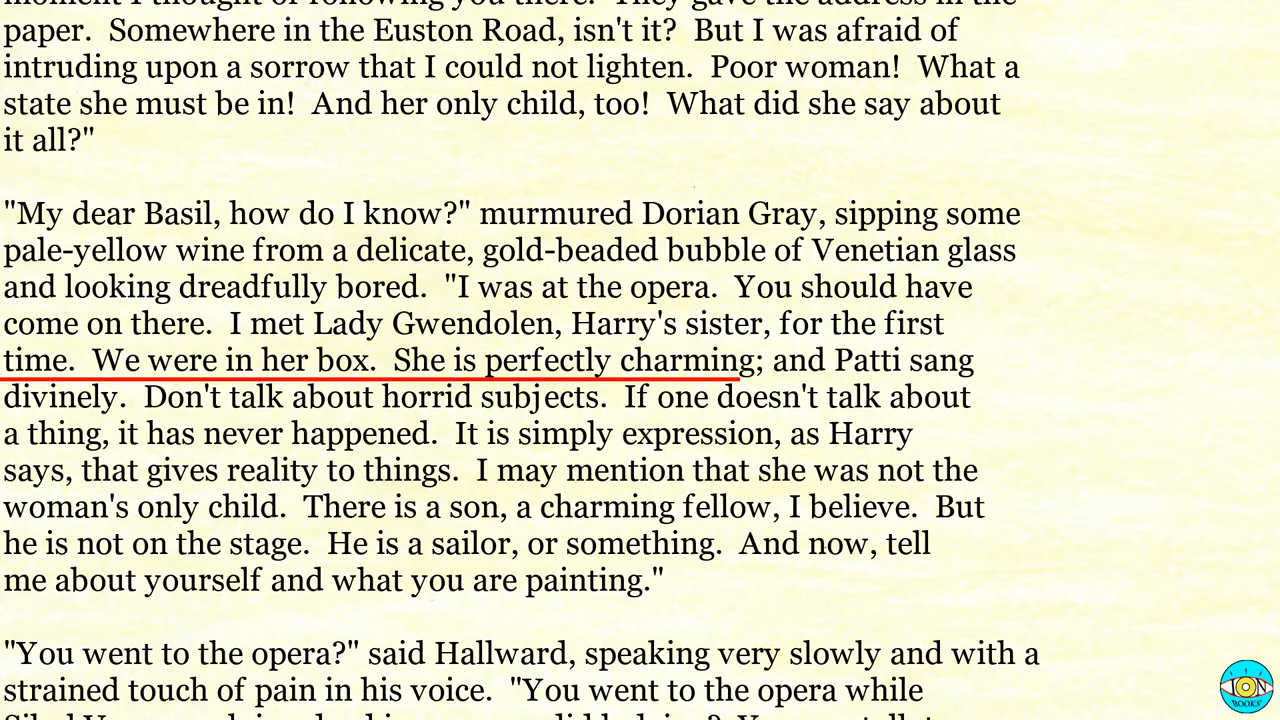 paper.  Somewhere in the Euston Road, isn't it?  But I was afraid of
intruding upon a sorrow that I could not lighten.  Poor woman!  What a
state she must be in!  And her only child, too!  What did she say about
it all?"
"My dear Basil, how do I know?" murmured Dorian Gray, sipping some
pale-yellow wine from a delicate, gold-beaded bubble of Venetian glass
and looking dreadfully bored.  "I was at the opera.  You should have
come on there.  I met Lady Gwendolen, Harry's sister, for the first
time.  We were in her box.  She is perfectly charming; and Patti sang
divinely.  Don't talk about horrid subjects.  If one doesn't talk about
a thing, it has never happened.  It is simply expression, as Harry
says, that gives reality to things.  I may mention that she was not the
woman's only child.  There is a son, a charming fellow, I believe.  But
he is not on the stage.  He is a sailor, or something.  And now, tell
me about yourself and what you are painting."
"You went to the opera?" said Hallward, speaking very slowly and with a
strained touch of pain in his voice.  "You went to the opera while
ION
BOOKS